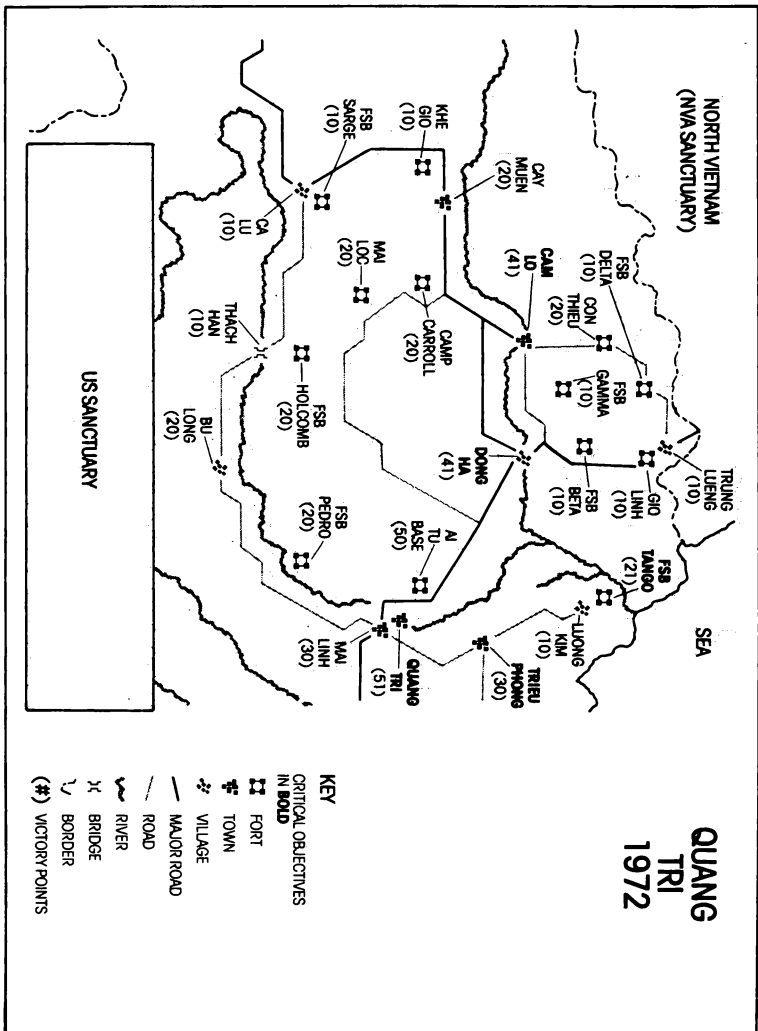 QUANG
TRI
1972
NORTH VIETNAM
(NVA SANCTUARY)
SEA
TRUNG
LUENG
(10)
GIO
LINH
(10)
FSB
DELTA
(10)
CON
THIEU
(20)
FSB
GAMMA
(10)
FSB
BETA
(10)
FSB
TANGO
(21)
LUONG
KIM
(10)
CAM
LO
(41)
DONG
HA
(41)
TRIEU
PHONG
(30)
CAY
MUEN
(20)
KHE
GIO
(10)
CAMP
CARROLL
(20)
AI
TU
BASE
(50)
QUANG
TRI
(51)
MAI
LINH
(30)
MAI
LOC
(20)
FSB
SARGE
(10)
CA
LU
(10)
FSB
HOLCOMB
(20)
FSB
PEDRO
(20)
THACH
HAN
(10)
BU
LONG
(20)
US SANCTUARY
KEY
CRITICAL OBJECTIVES
IN BOLD
FORT
TOWN
VILLAGE
MAJOR ROAD
ROAD
RIVER
BRIDGE
BORDER
(#) VICTORY POINTS